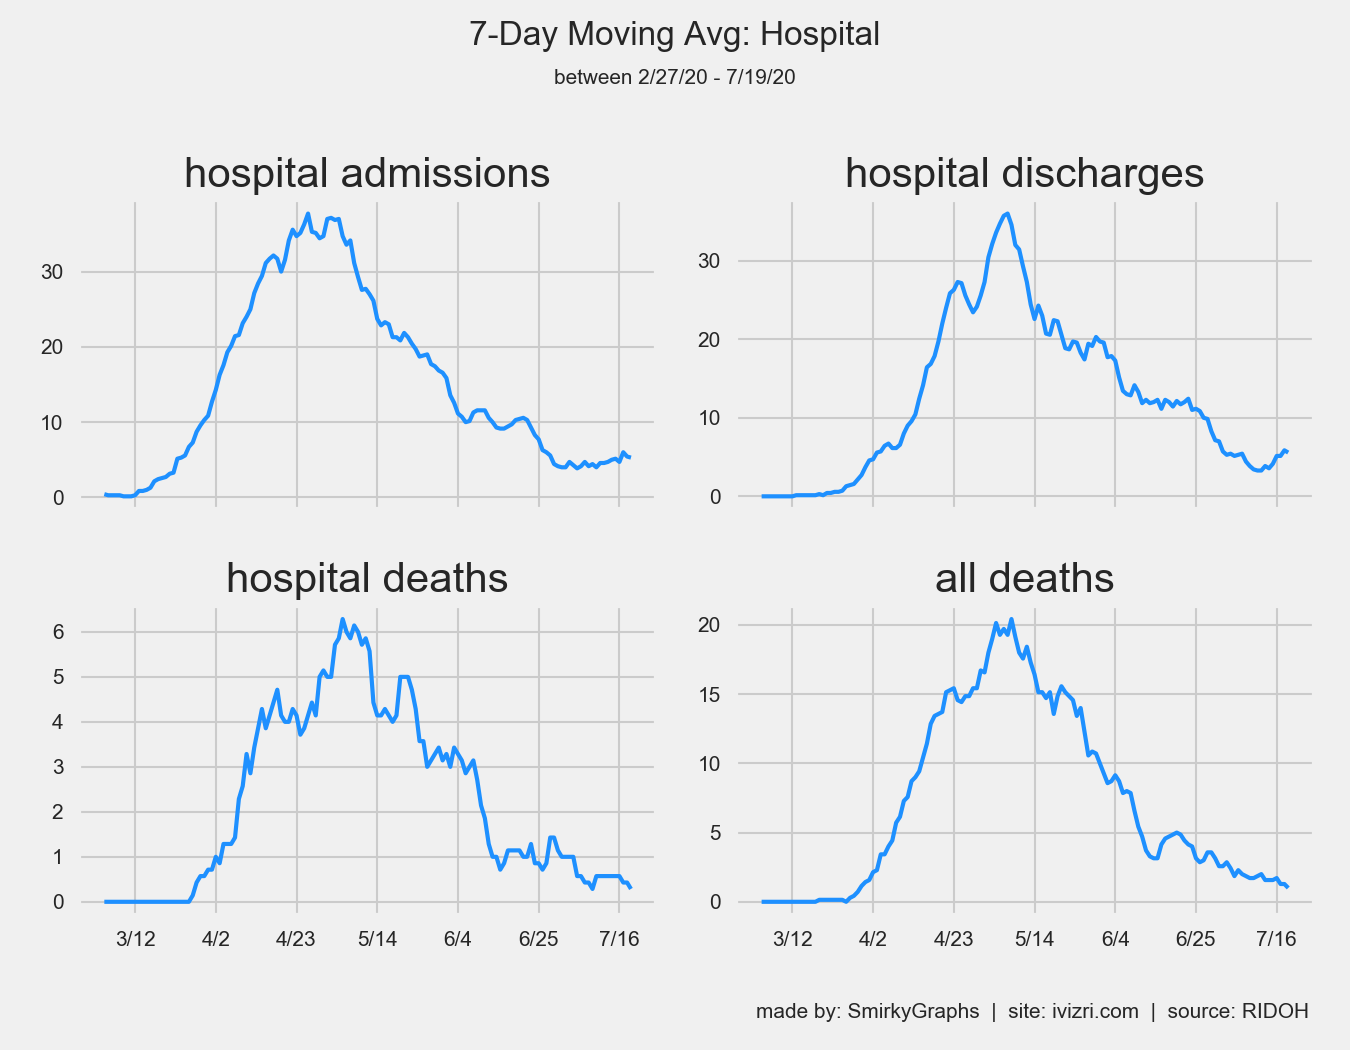 7-Day Moving Avg: Hospital
between 2/27/20 - 7/19/20
hospital admissions
hospital discharges
30
20
10
0
30
20
10
0
hospital deaths
all deaths
6
5
4
3
2
1
0
20
15
10
5
0
3/12 4/2 4/23 5/14 6/4 6/25 7/16
3/12 4/2 4/23 5/14 6/4 6/25 7/16
made by: SmirkyGraphs | site: ivizri.com | source: RIDOH